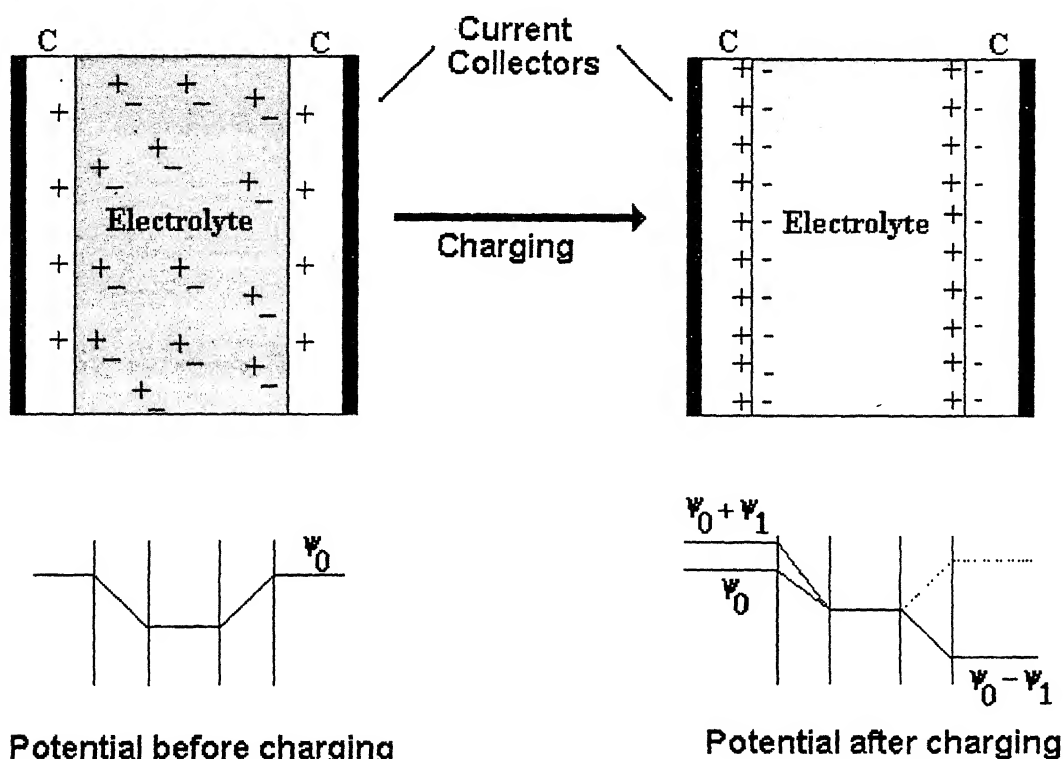 C
C
Current
Collectors
C
C
+ + + + - - - + +
+ - + - + + -
+ - + - + +
Electrolyte
Charging
Electrolyte
Ψ0
Ψ0 + Ψ1
Ψ0
Ψ0 − Ψ1
Potential before charging
Potential after charging